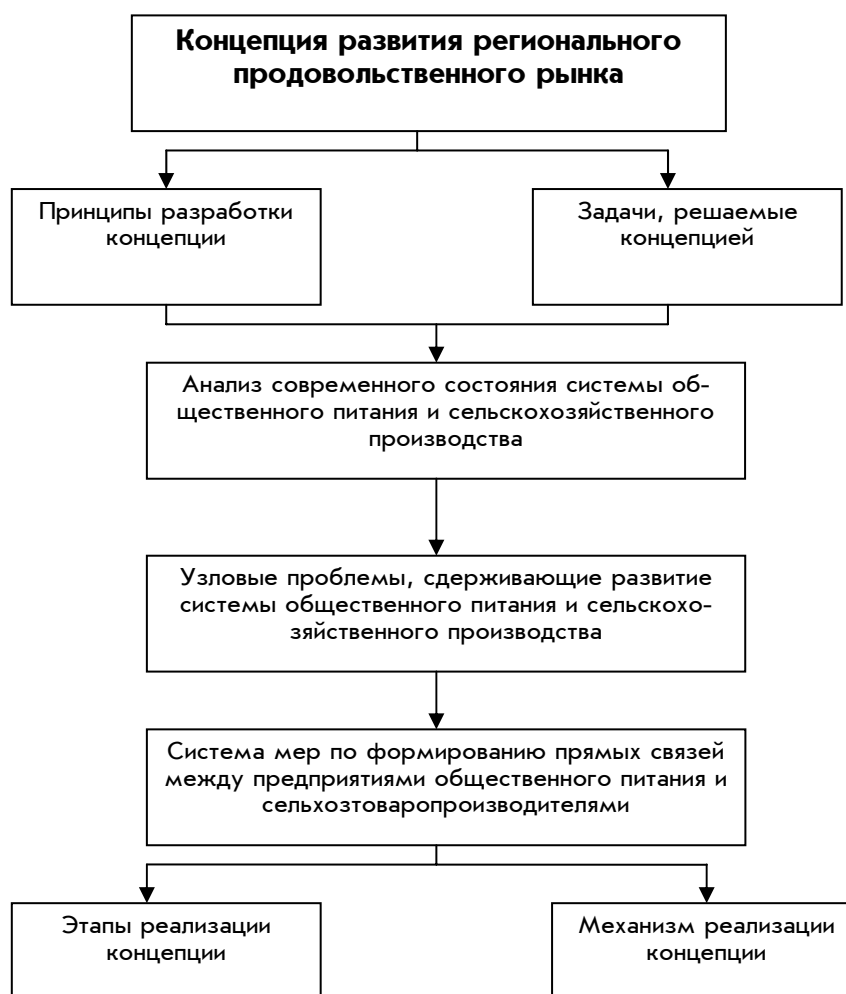 Концепция развития регионального
продовольственного рынка
Принципы разработки
концепции
Задачи, решаемые
концепцией
Анализ современного состояния системы об-
щественного питания и сельскохозяйственного
производства
Узловые проблемы, сдерживающие развитие
системы общественного питания и сельскохо-
зяйственного производства
Система мер по формированию прямых связей
между предприятиями общественного питания и
сельхозтоваропроизводителями
Этапы реализации
концепции
Механизм реализации
концепции